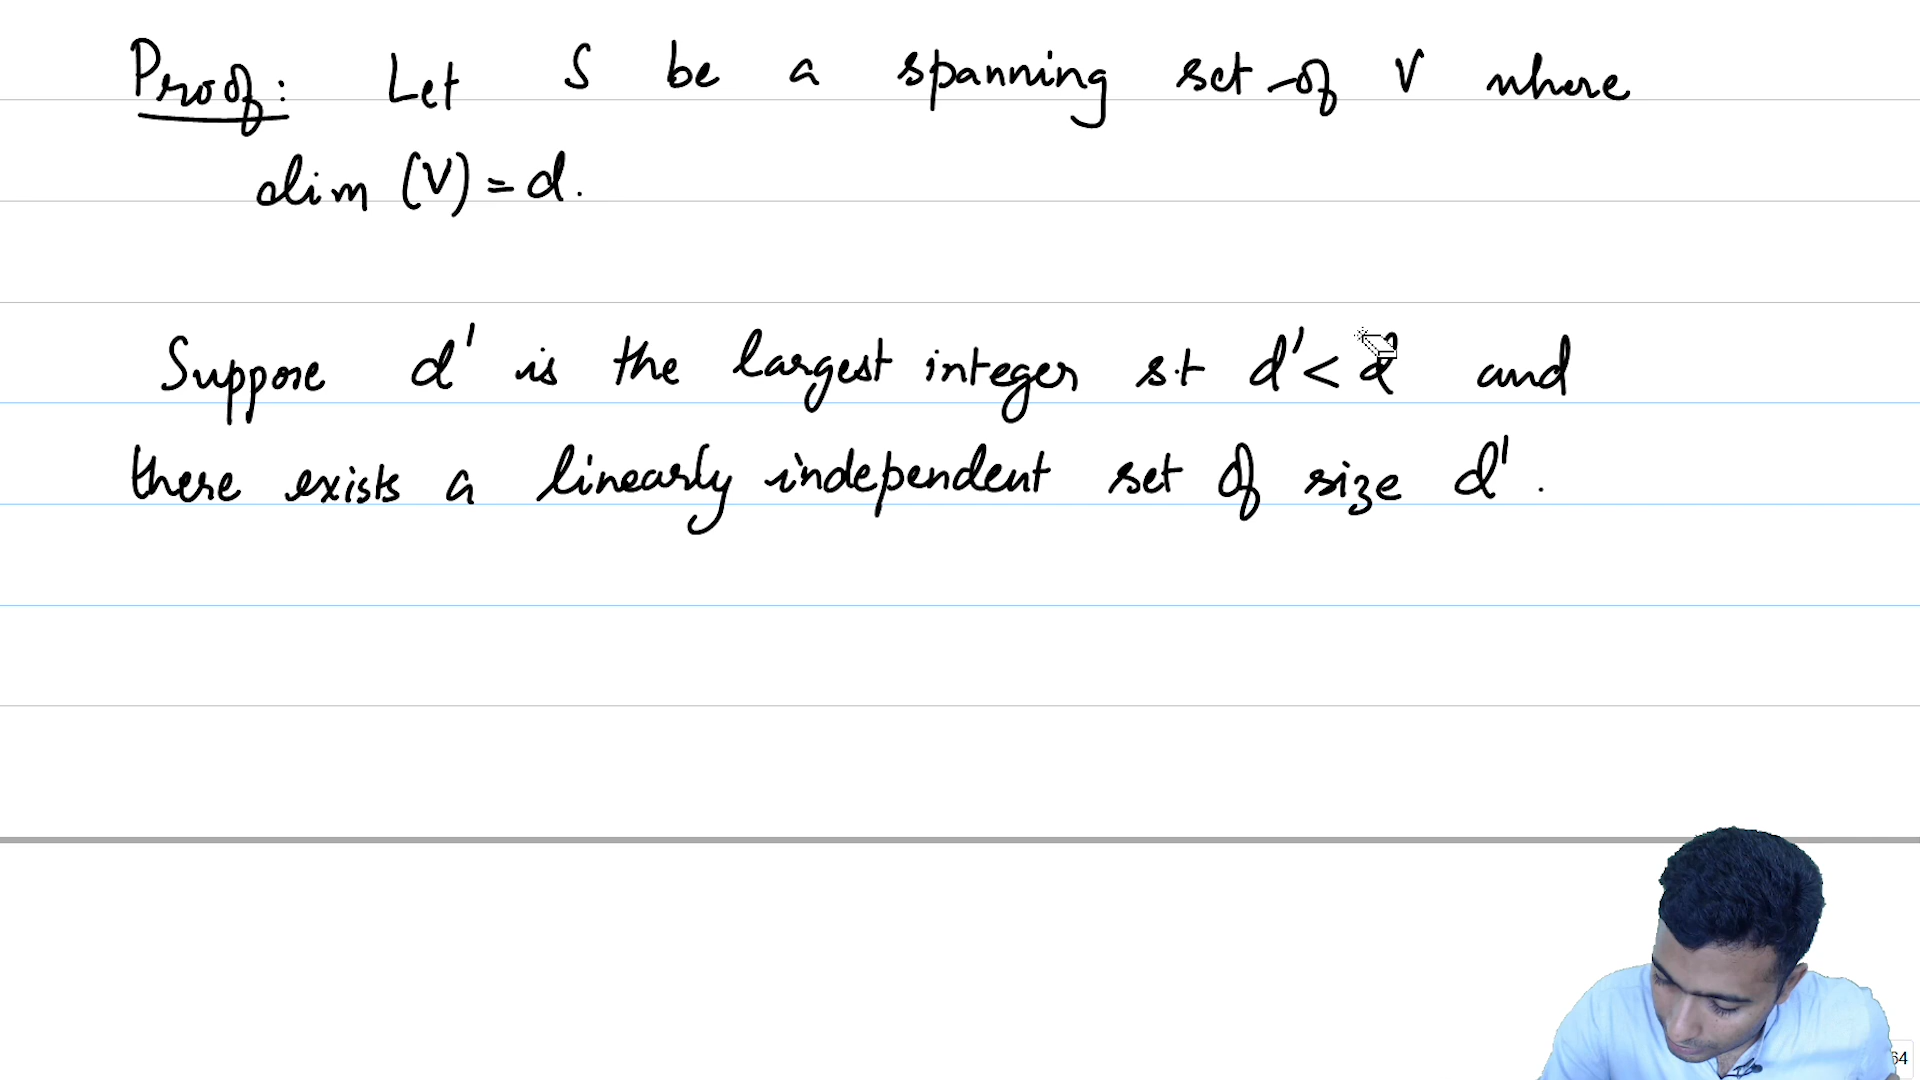 Proof: Let S be a spanning set of V where
dim (V) = d.
Suppose d' is the largest integer s.t d' < d and
there exists a linearly independent set of size d'.
64